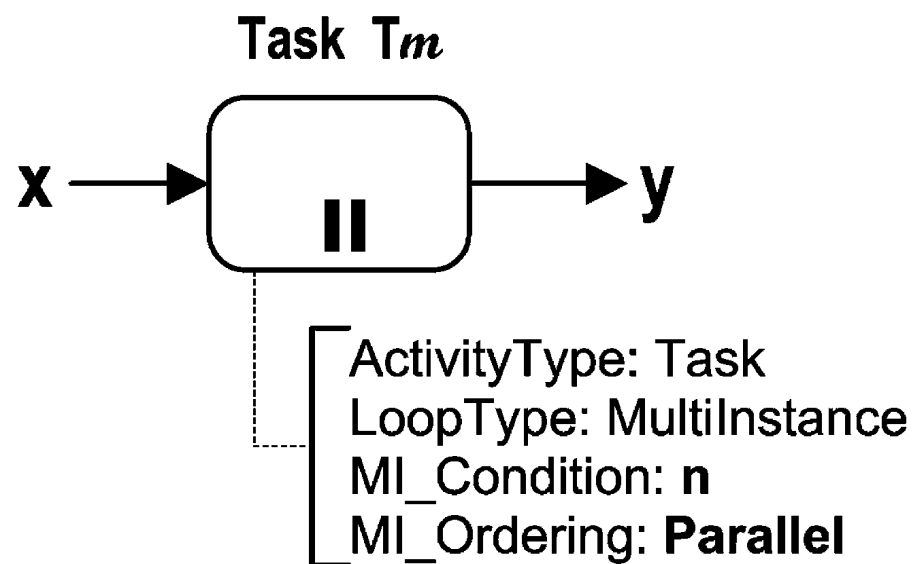 Task Tm
x
y
ActivityType: Task
LoopType: MultiInstance
MI_Condition: n
MI_Ordering: Parallel